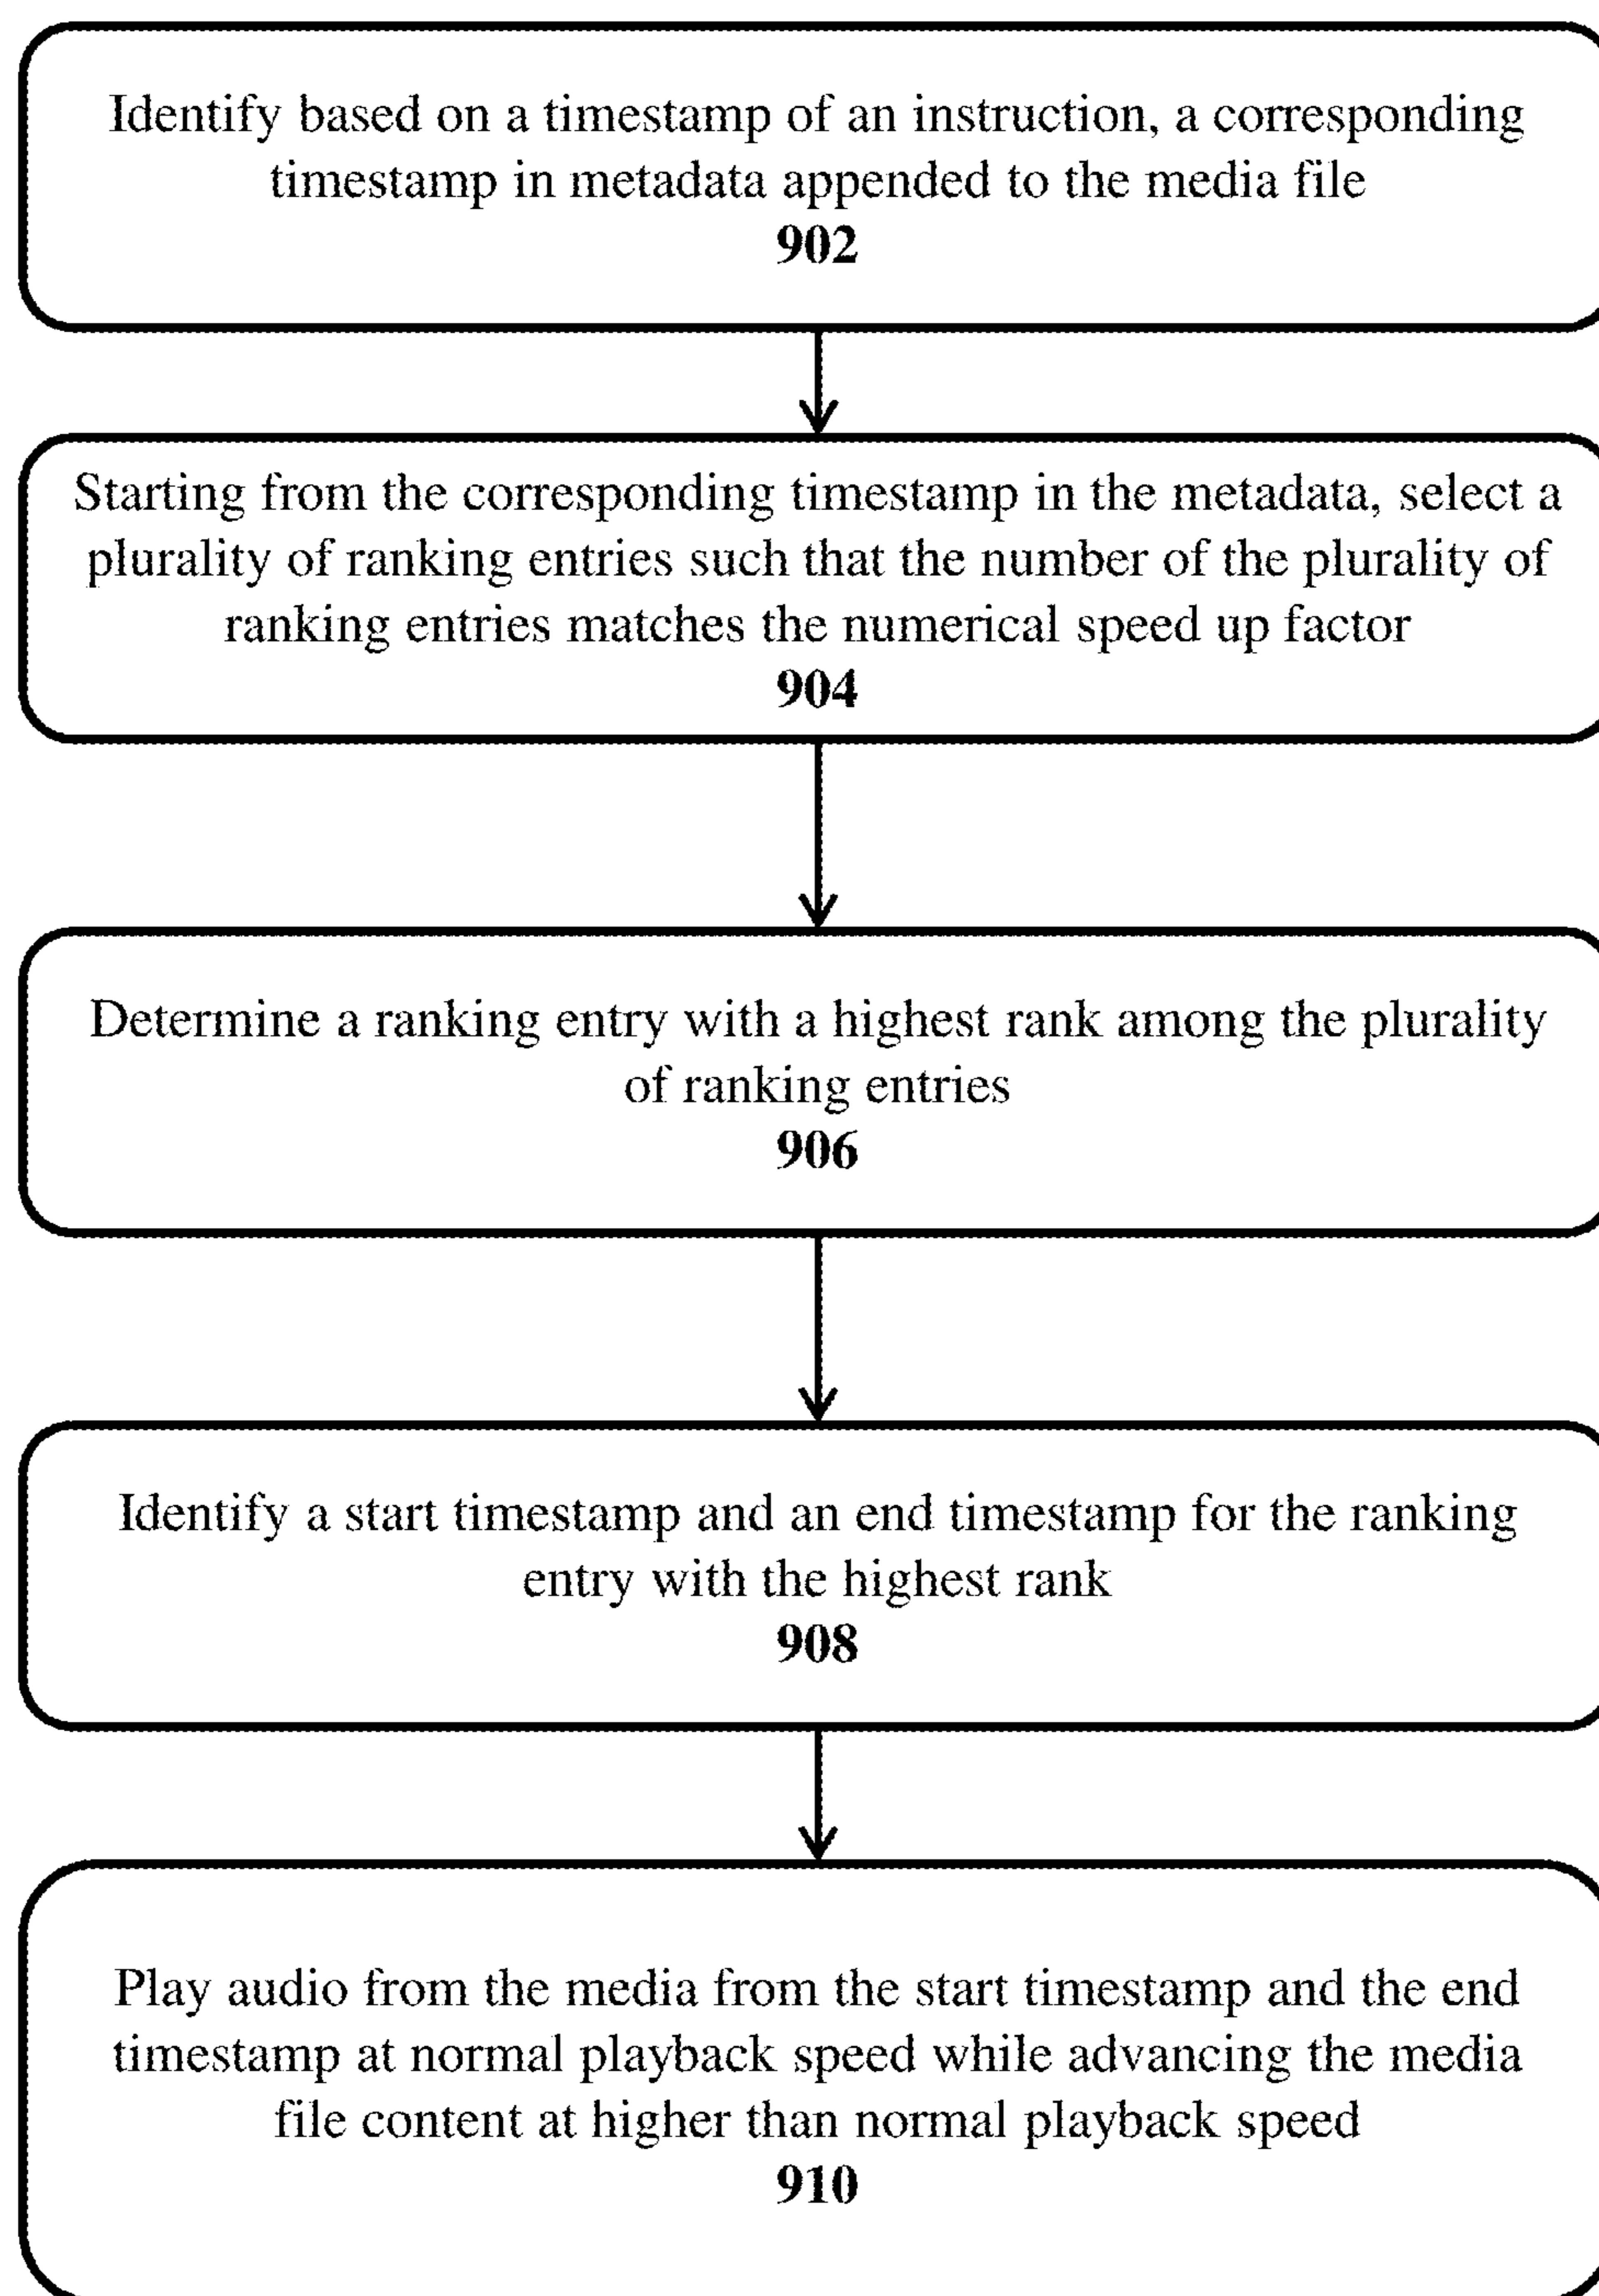 Identify based on a timestamp of an instruction, a corresponding
timestamp in metadata appended to the media file
902
Starting from the corresponding timestamp in the metadata, select a
plurality of ranking entries such that the number of the plurality of
ranking entries matches the numerical speed up factor
904
Determine a ranking entry with a highest rank among the plurality
of ranking entries
906
Identify a start timestamp and an end timestamp for the ranking
entry with the highest rank
908
Play audio from the media from the start timestamp and the end
timestamp at normal playback speed while advancing the media
file content at higher than normal playback speed
910